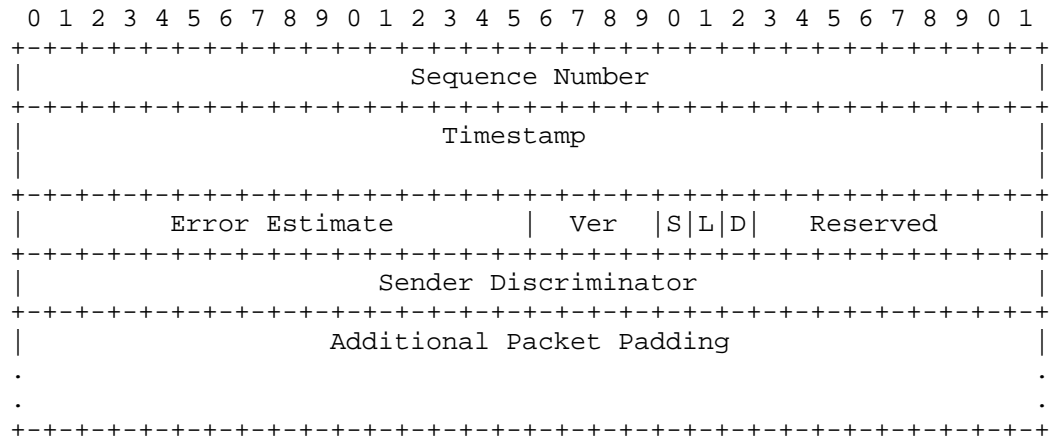 0 1 2 3 4 5 6 7 8 9 0 1 2 3 4 5 6 7 8 9 0 1 2 3 4 5 6 7 8 9 0 1
+-+-+-+-+-+-+-+-+-+-+-+-+-+-+-+-+-+-+-+-+-+-+-+-+-+-+-+-+-+-+-+-+
|                        Sequence Number                        |
+-+-+-+-+-+-+-+-+-+-+-+-+-+-+-+-+-+-+-+-+-+-+-+-+-+-+-+-+-+-+-+-+
|                          Timestamp                            |
|                                                               |
+-+-+-+-+-+-+-+-+-+-+-+-+-+-+-+-+-+-+-+-+-+-+-+-+-+-+-+-+-+-+-+-+
|         Error Estimate        |  Ver  |S|L|D|   Reserved      |
+-+-+-+-+-+-+-+-+-+-+-+-+-+-+-+-+-+-+-+-+-+-+-+-+-+-+-+-+-+-+-+-+
|                      Sender Discriminator                     |
+-+-+-+-+-+-+-+-+-+-+-+-+-+-+-+-+-+-+-+-+-+-+-+-+-+-+-+-+-+-+-+-+
|                   Additional Packet Padding                   |
.                                                               .
.                                                               .
+-+-+-+-+-+-+-+-+-+-+-+-+-+-+-+-+-+-+-+-+-+-+-+-+-+-+-+-+-+-+-+-+